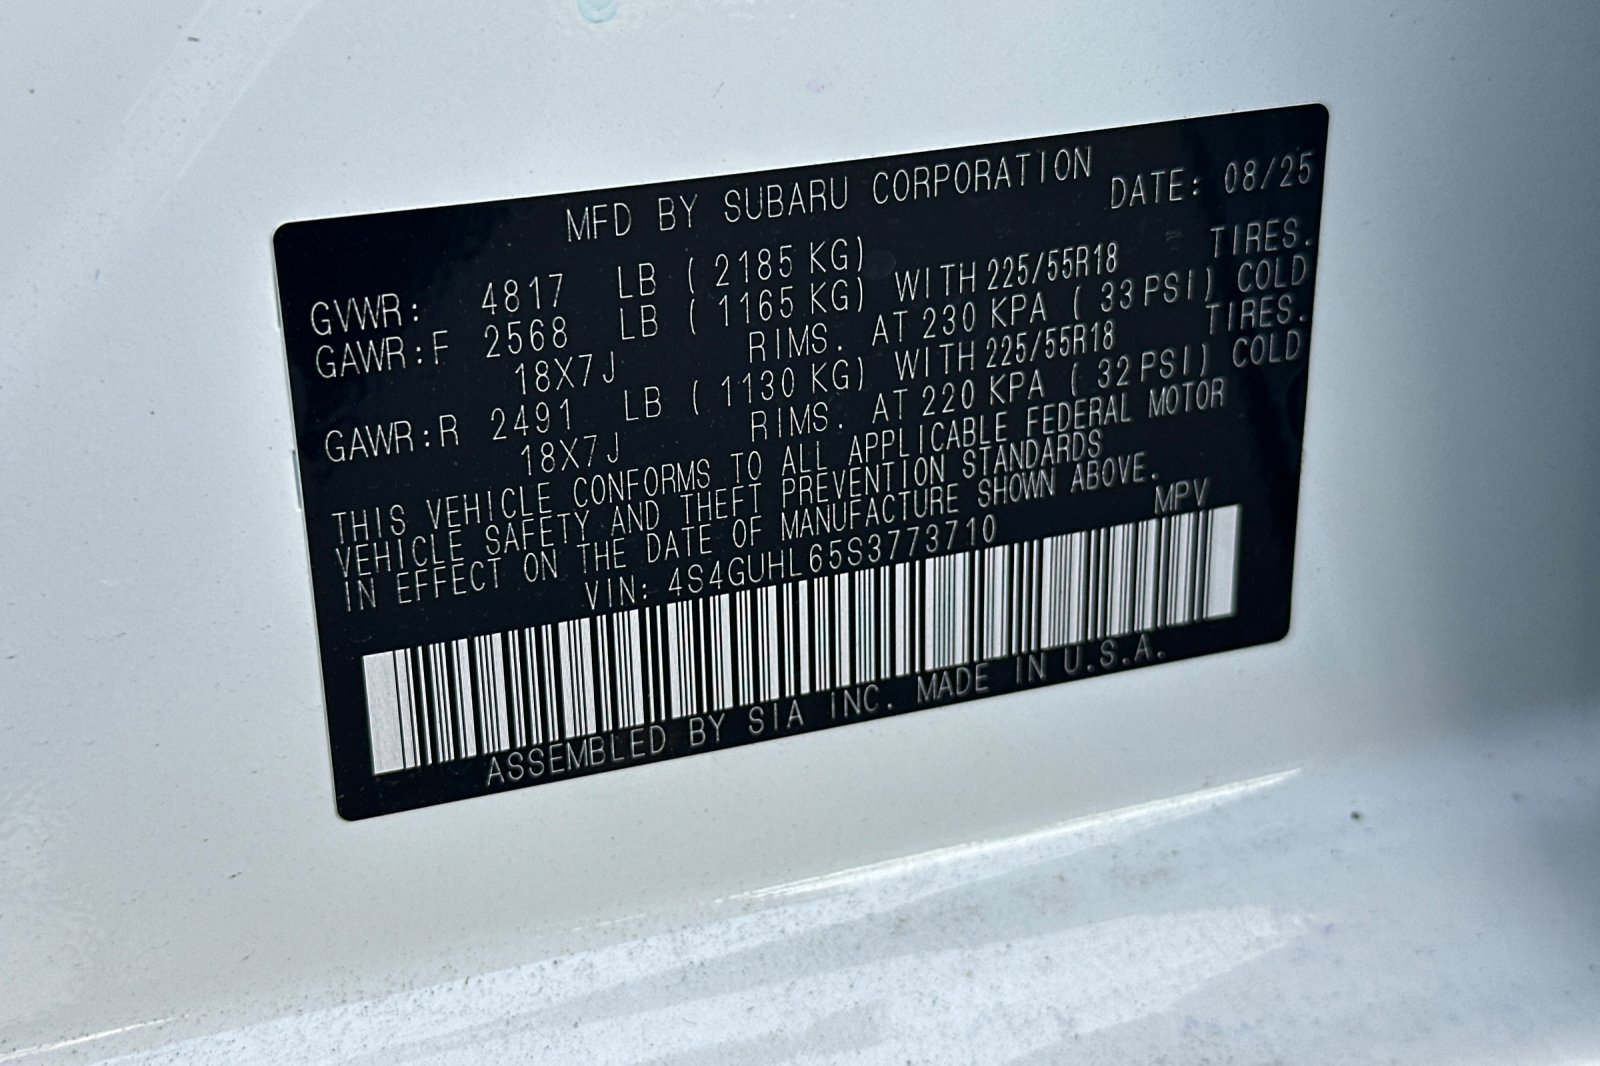 MFD BY SUBARU CORPORATION DATE: 08/25
GVWR: 4817 LB ( 2185 KG)
GAWR:F 2568 LB ( 1165 KG) WITH 225/55R18 TIRES.
18X7J RIMS. AT 230 KPA ( 33 PSI) COLD
GAWR:R 2491 LB ( 1130 KG) WITH 225/55R18 TIRES.
18X7J RIMS. AT 220 KPA ( 32 PSI) COLD
THIS VEHICLE CONFORMS TO ALL APPLICABLE FEDERAL MOTOR
VEHICLE SAFETY AND THEFT PREVENTION STANDARDS
IN EFFECT ON THE DATE OF MANUFACTURE SHOWN ABOVE.
VIN: 4S4GUHL65S3773710 MPV
ASSEMBLED BY SIA INC. MADE IN U.S.A.